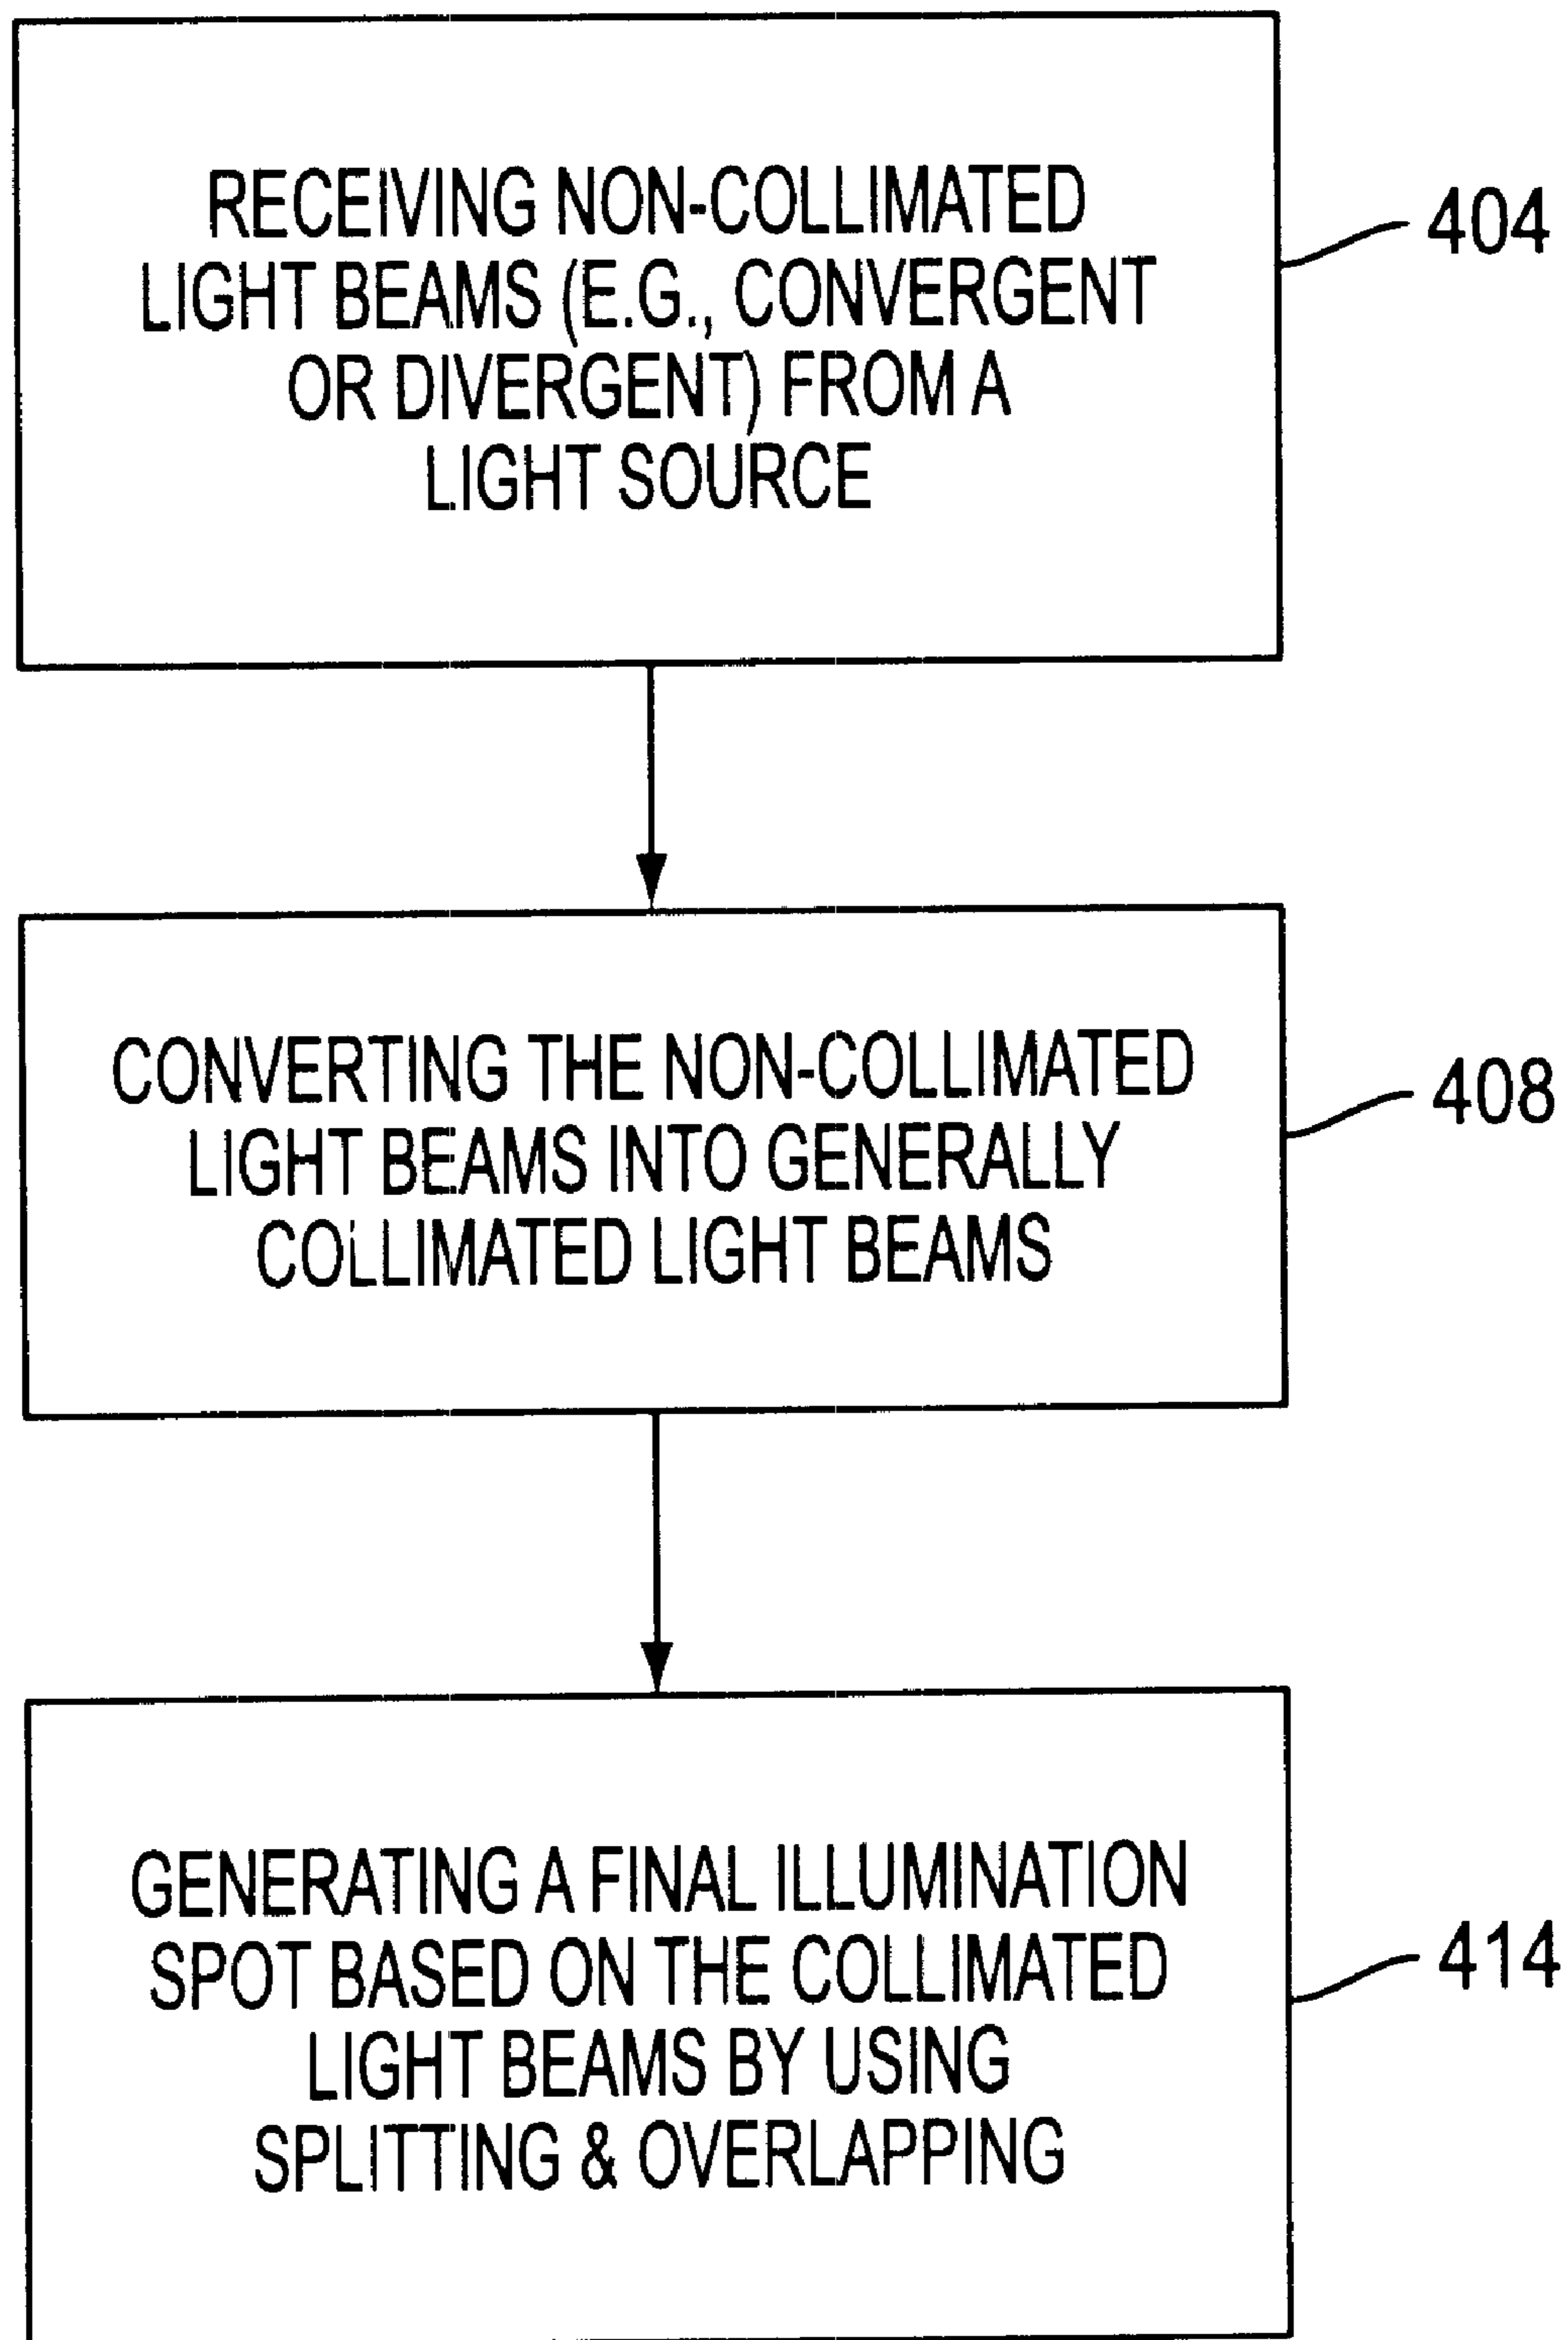 RECEIVING NON-COLLIMATED
LIGHT BEAMS (E.G., CONVERGENT
OR DIVERGENT) FROM A
LIGHT SOURCE
404
CONVERTING THE NON-COLLIMATED
LIGHT BEAMS INTO GENERALLY
COLLIMATED LIGHT BEAMS
408
GENERATING A FINAL ILLUMINATION
SPOT BASED ON THE COLLIMATED
LIGHT BEAMS BY USING
SPLITTING & OVERLAPPING
414